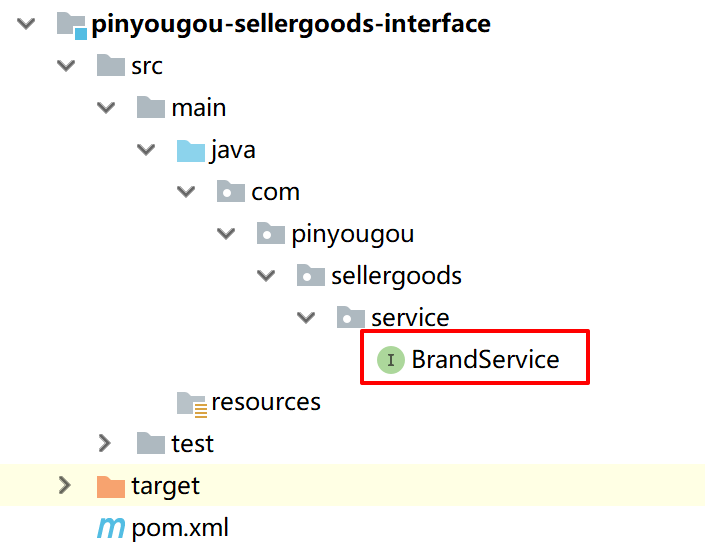 pinyougou-sellergoods-interface
src
main
java
com
pinyougou
sellergoods
service
I BrandService
resources
test
target
m pom.xml